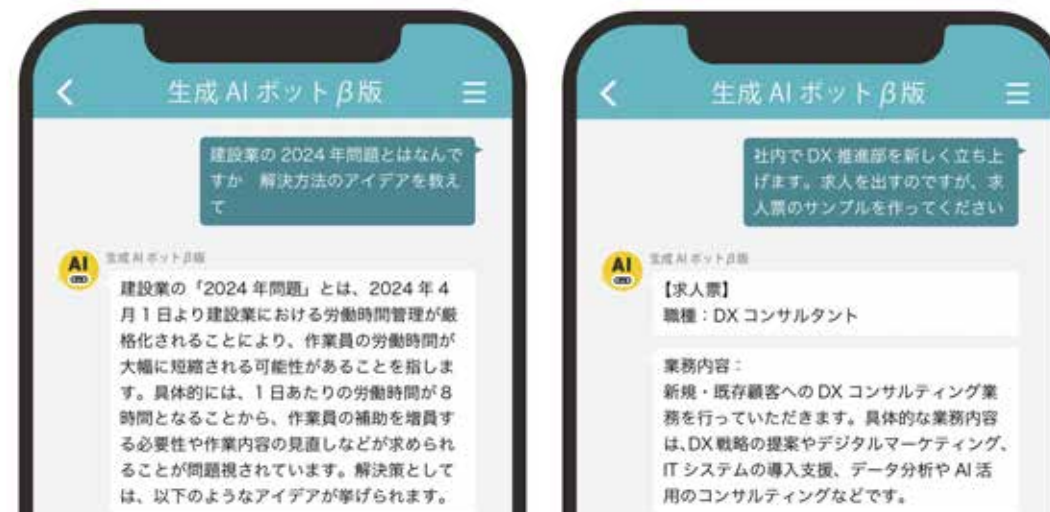 生成 AI ボットβ版
建設業の 2024 年問題とはなんで
すか　解決方法のアイデアを教え
て
AI
生成 AI ボットβ版
建設業の「2024 年問題」とは、2024 年 4
月 1 日より建設業における労働時間管理が厳
格化されることにより、作業員の労働時間が
大幅に短縮される可能性があることを指しま
す。具体的には、1 日あたりの労働時間が 8
時間となることから、作業員の補助を増員す
る必要性や作業内容の見直しなどが求められ
ることが問題視されています。解決策として
は、以下のようなアイデアが挙げられます。
生成 AI ボットβ版
社内で DX 推進部を新しく立ち上
げます。求人を出すのですが、求
人票のサンプルを作ってください
AI
生成 AI ボットβ版
【求人票】
職種：DX コンサルタント
業務内容：
新規・既存顧客への DX コンサルティング業
務を行っていただきます。具体的な業務内容
は、DX 戦略の提案やデジタルマーケティング、
IT システムの導入支援、データ分析や AI 活
用のコンサルティングなどです。